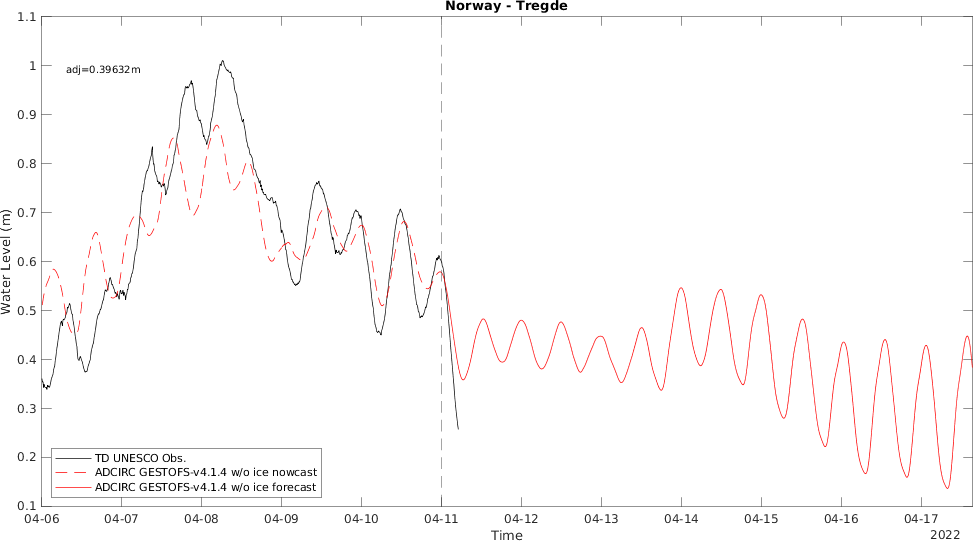 Norway - Tregde
1.1
1
0.9
0.8
0.7
0.6
0.5
0.4
0.3
0.2
0.1
Water Level (m)
adj=0.39632m
TD UNESCO Obs.
ADCIRC GESTOFS-v4.1.4 w/o ice nowcast
ADCIRC GESTOFS-v4.1.4 w/o ice forecast
04-06 04-07 04-08 04-09 04-10 04-11 04-12 04-13 04-14 04-15 04-16 04-17
Time
2022